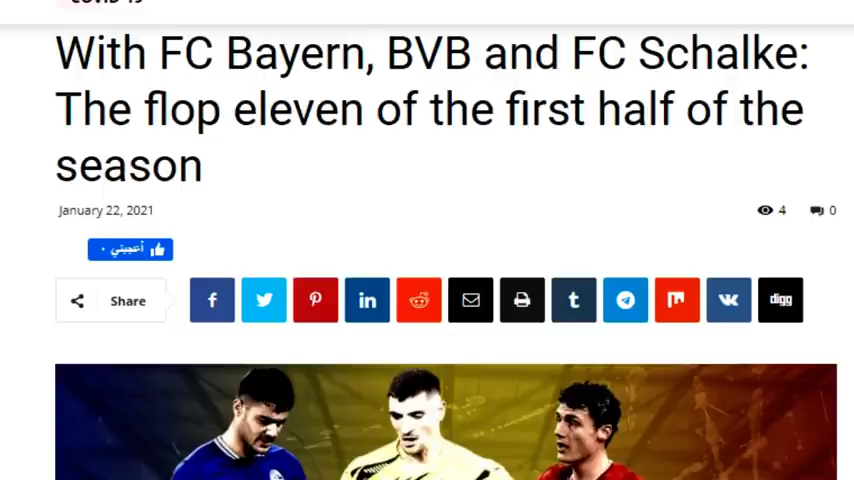 With FC Bayern, BVB and FC Schalke:
The flop eleven of the first half of the
season
January 22, 2021
4
0
أعجبني ٠
Share
f
P
in
t
digg